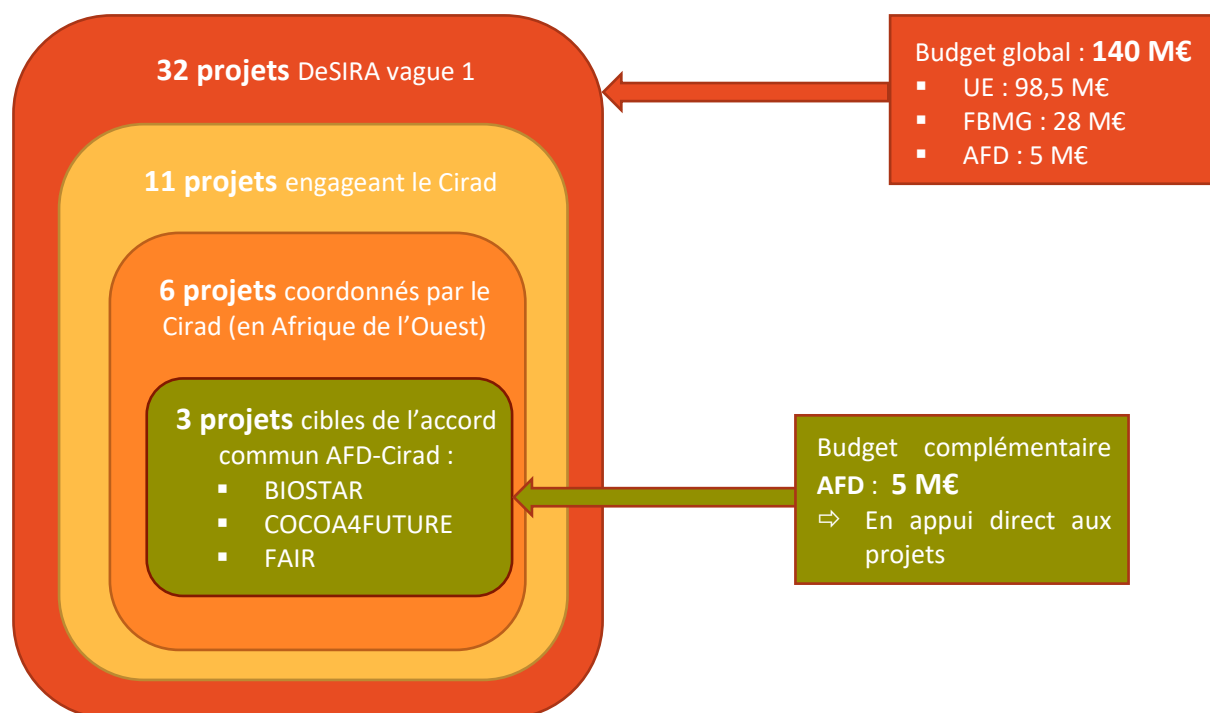 32 projets DeSIRA vague 1
Budget global : 140 M€
▪ UE : 98,5 M€
▪ FBMG : 28 M€
▪ AFD : 5 M€
11 projets engageant le Cirad
6 projets coordonnés par le
Cirad (en Afrique de l’Ouest)
3 projets cibles de l’accord
commun AFD-Cirad :
▪ BIOSTAR
▪ COCOA4FUTURE
▪ FAIR
Budget complémentaire
AFD : 5 M€
⇨ En appui direct aux
projets